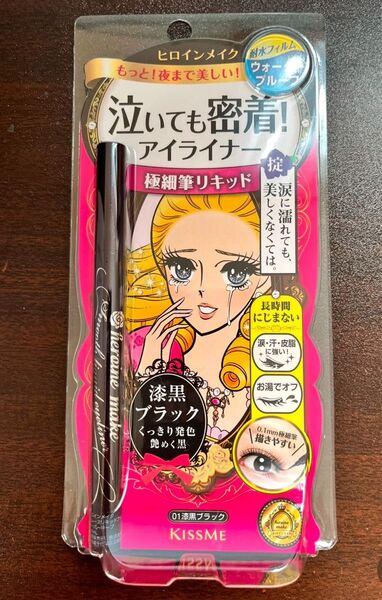 ヒロインメイク
もっと!夜まで美しい!
耐水フィルム
ウォーター
プルーフ
泣いても密着!
アイライナー
極細筆リキッド
掟
涙に濡れても、
美しくなくては。
長時間
にじまない
涙・汗・皮脂
に強い!
お湯でオフ
0.1mm極細筆
描きやすい
漆黒
ブラック
くっきり発色
艶めく黒
01漆黒ブラック
KISSME
heroine make
heroine make